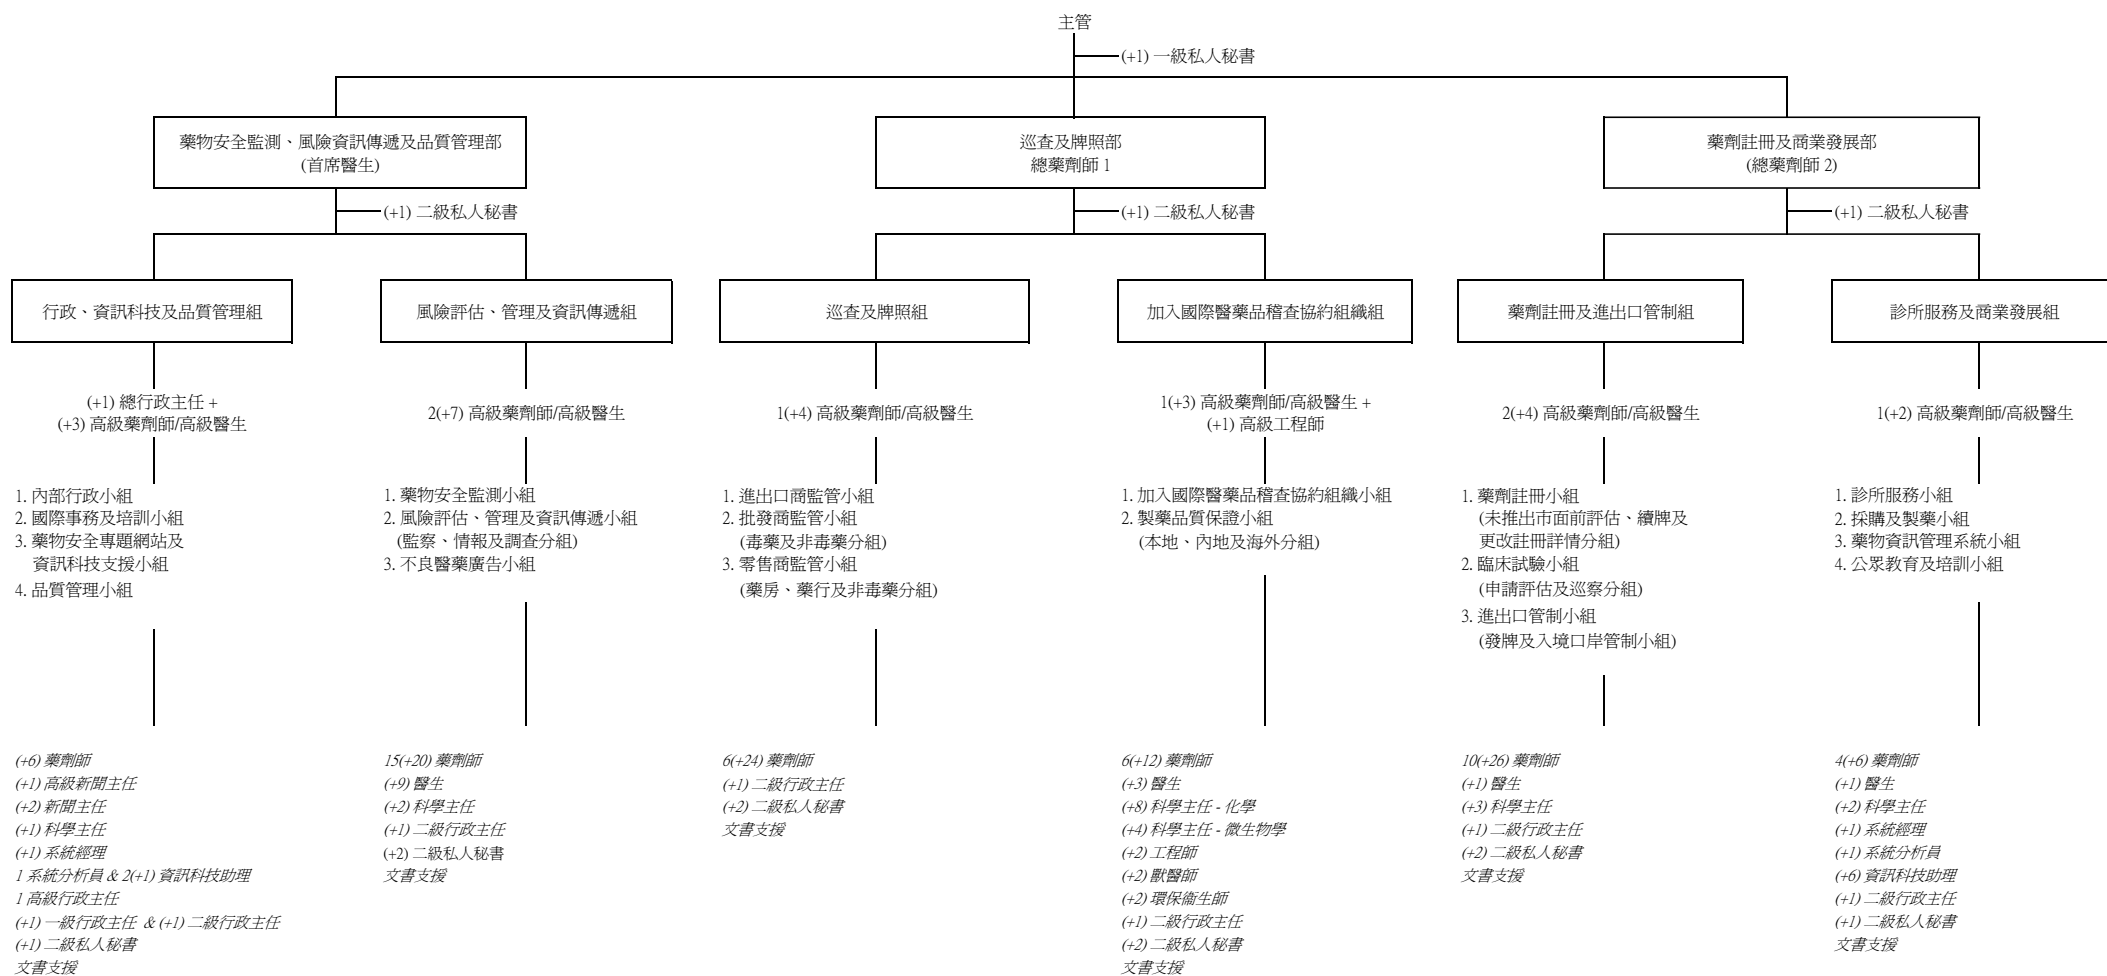 主管
(+1) 一級私人秘書
藥物安全監測、風險資訊傳遞及品質管理部
(首席醫生)
(+1) 二級私人秘書
巡查及牌照部
總藥劑師 1
(+1) 二級私人秘書
藥劑註冊及商業發展部
(總藥劑師 2)
(+1) 二級私人秘書
行政、資訊科技及品質管理組
(+1) 總行政主任 +
(+3) 高級藥劑師/高級醫生
1. 內部行政小組
2. 國際事務及培訓小組
3. 藥物安全專題網站及
資訊科技支援小組
4. 品質管理小組
(+6) 藥劑師
(+1) 高級新聞主任
(+2) 新聞主任
(+1) 科學主任
(+1) 系統經理
1 系統分析員 & 2(+1) 資訊科技助理
1 高級行政主任
(+1) 一級行政主任 & (+1) 二級行政主任
(+1) 二級私人秘書
文書支援
風險評估、管理及資訊傳遞組
2(+7) 高級藥劑師/高級醫生
1. 藥物安全監測小組
2. 風險評估、管理及資訊傳遞小組
(監察、情報及調查分組)
3. 不良醫藥廣告小組
15(+20) 藥劑師
(+9) 醫生
(+2) 科學主任
(+1) 二級行政主任
(+2) 二級私人秘書
文書支援
巡查及牌照組
1(+4) 高級藥劑師/高級醫生
1. 進出口商監管小組
2. 批發商監管小組
(毒藥及非毒藥分組)
3. 零售商監管小組
(藥房、藥行及非毒藥分組)
6(+24) 藥劑師
(+1) 二級行政主任
(+2) 二級私人秘書
文書支援
加入國際醫藥品稽查協約組織組
1(+3) 高級藥劑師/高級醫生 +
(+1) 高級工程師
1. 加入國際醫藥品稽查協約組織小組
2. 製藥品質保證小組
(本地、內地及海外分組)
6(+12) 藥劑師
(+3) 醫生
(+8) 科學主任 - 化學
(+4) 科學主任 - 微生物學
(+2) 工程師
(+2) 獸醫師
(+2) 環保衞生師
(+1) 二級行政主任
(+2) 二級私人秘書
文書支援
藥劑註冊及進出口管制組
2(+4) 高級藥劑師/高級醫生
1. 藥劑註冊小組
(未推出市面前評估、續牌及
更改註冊詳情分組)
2. 臨床試驗小組
(申請評估及巡察分組)
3. 進出口管制小組
(發牌及入境口岸管制小組)
10(+26) 藥劑師
(+1) 醫生
(+3) 科學主任
(+1) 二級行政主任
(+2) 二級私人秘書
文書支援
診所服務及商業發展組
1(+2) 高級藥劑師/高級醫生
1. 診所服務小組
2. 採購及製藥小組
3. 藥物資訊管理系統小組
4. 公眾教育及培訓小組
4(+6) 藥劑師
(+1) 醫生
(+2) 科學主任
(+1) 系統經理
(+1) 系統分析員
(+6) 資訊科技助理
(+1) 二級行政主任
(+1) 二級私人秘書
文書支援